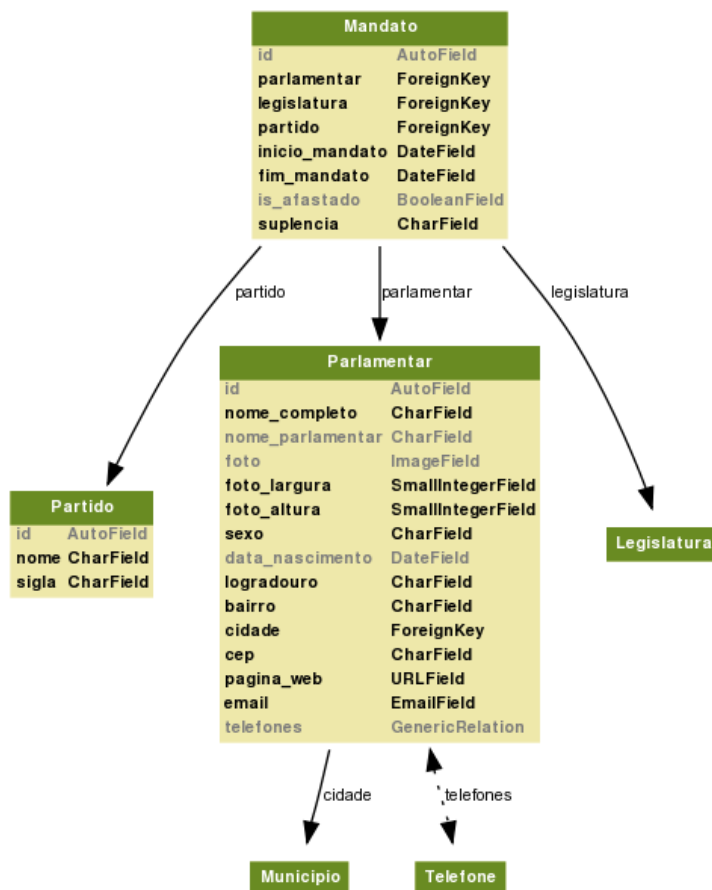 Mandato
id AutoField
parlamentar ForeignKey
legislatura ForeignKey
partido ForeignKey
inicio_mandato DateField
fim_mandato DateField
is_afastado BooleanField
suplencia CharField
partido
parlamentar
legislatura
Parlamentar
id AutoField
nome_completo CharField
nome_parlamentar CharField
foto ImageField
foto_largura SmallIntegerField
foto_altura SmallIntegerField
sexo CharField
data_nascimento DateField
logradouro CharField
bairro CharField
cidade ForeignKey
cep CharField
pagina_web URLField
email EmailField
telefones GenericRelation
Partido
id AutoField
nome CharField
sigla CharField
Legislatura
cidade
telefones
Municipio
Telefone